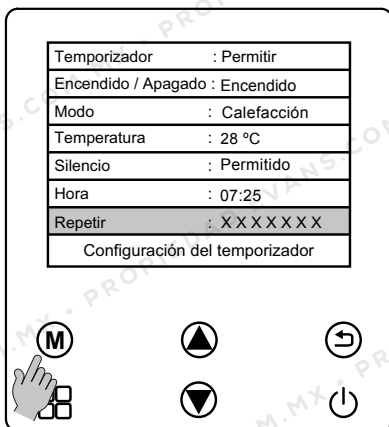 Temporizador : Permitir
Encendido / Apagado : Encendido
Modo : Calefacción
Temperatura : 28 ºC
Silencio : Permitido
Hora : 07:25
Repetir : X X X X X X X
Configuración del temporizador
M